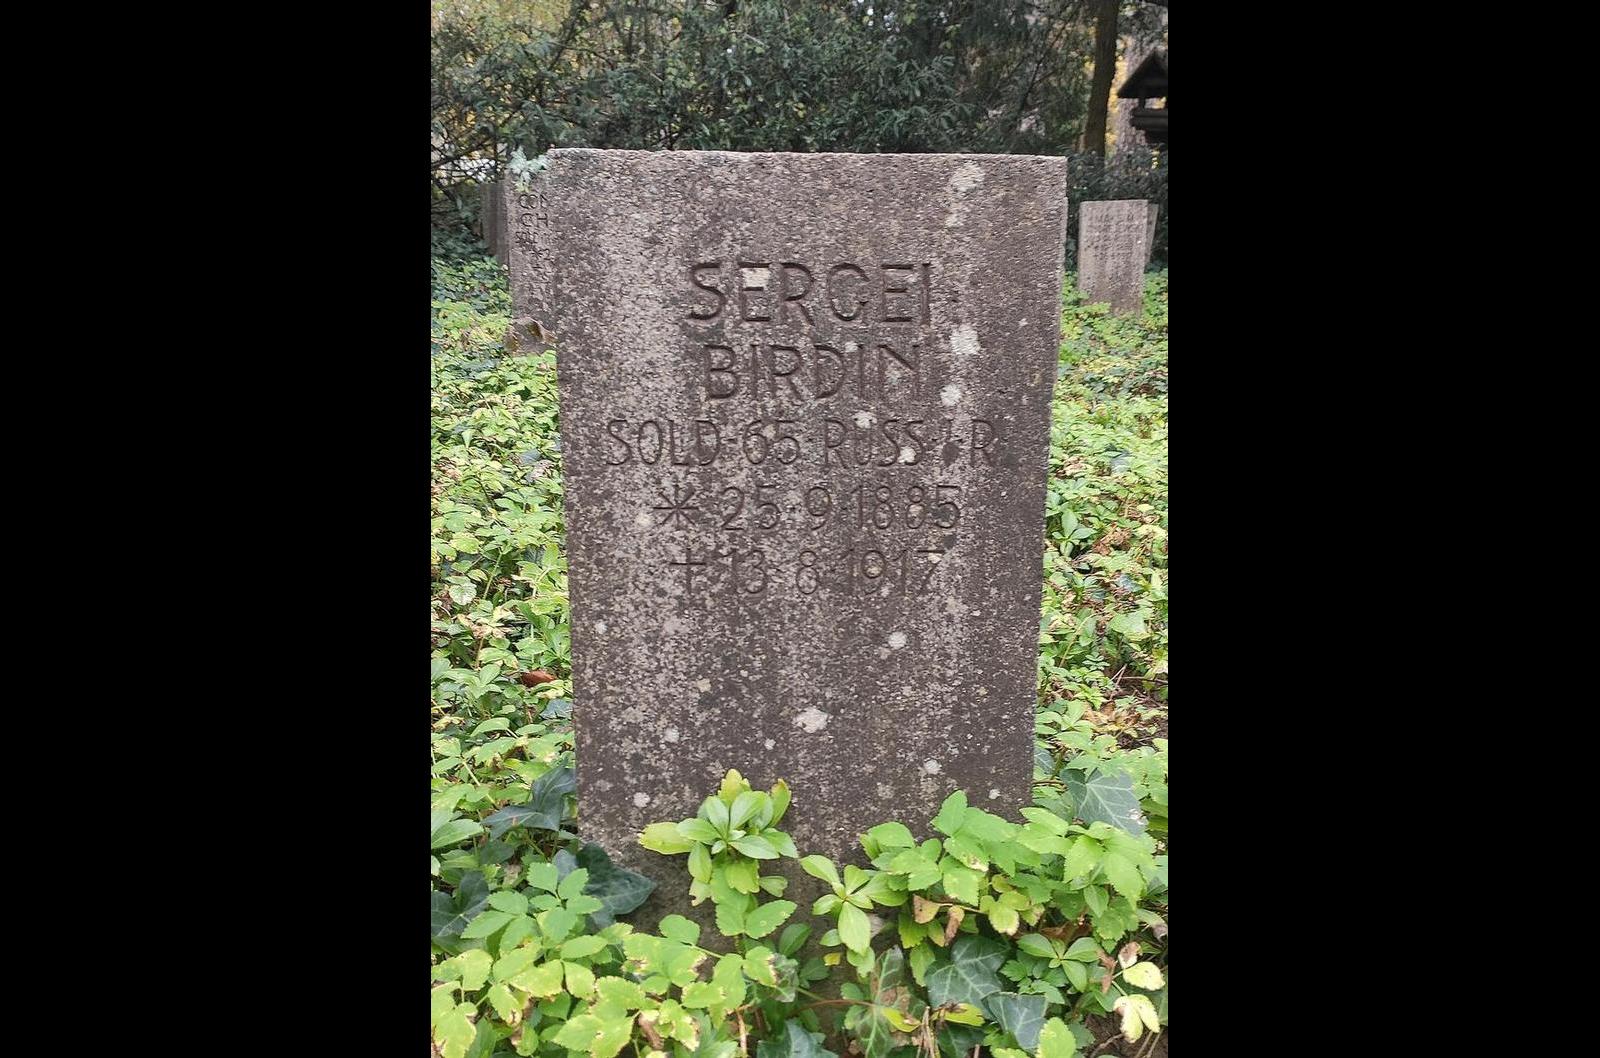 SERGEI
BIRDIN
SOLD·65·RUSS·I·R
* 25·9·1885
† 13·8·1917